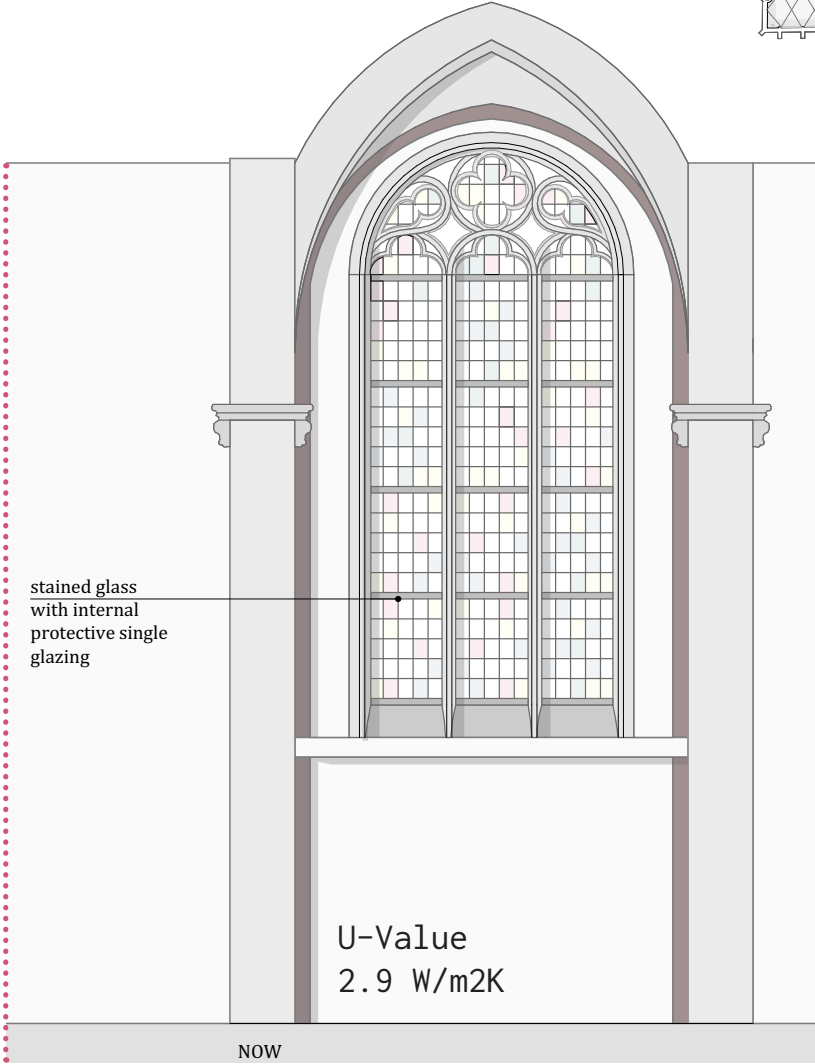 stained glass
with internal
protective single
glazing
U-Value
2.9 W/m2K
NOW